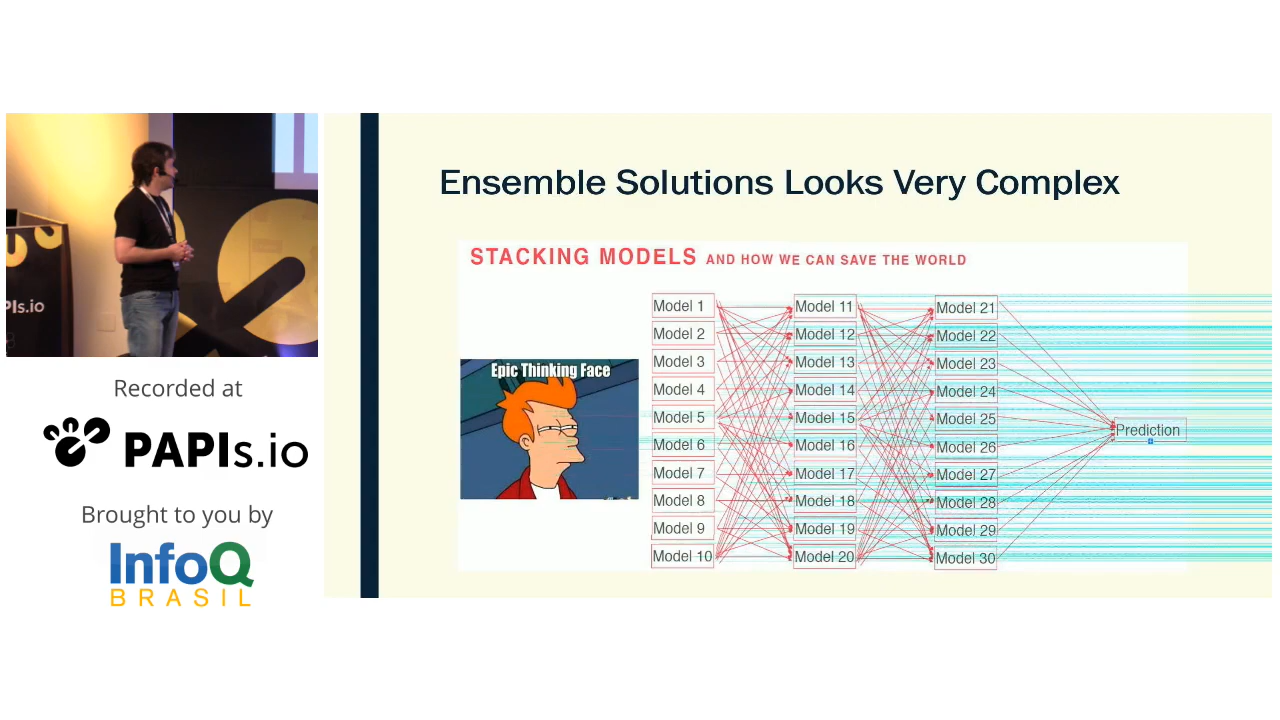 PIs.io
Recorded at
PAPIs.io
Brought to you by
InfoQ
BRASIL
Ensemble Solutions Looks Very Complex
STACKING MODELS AND HOW WE CAN SAVE THE WORLD
Epic Thinking Face
Model 1
Model 2
Model 3
Model 4
Model 5
Model 6
Model 7
Model 8
Model 9
Model 10
Model 11
Model 12
Model 13
Model 14
Model 15
Model 16
Model 17
Model 18
Model 19
Model 20
Model 21
Model 22
Model 23
Model 24
Model 25
Model 26
Model 27
Model 28
Model 29
Model 30
Prediction